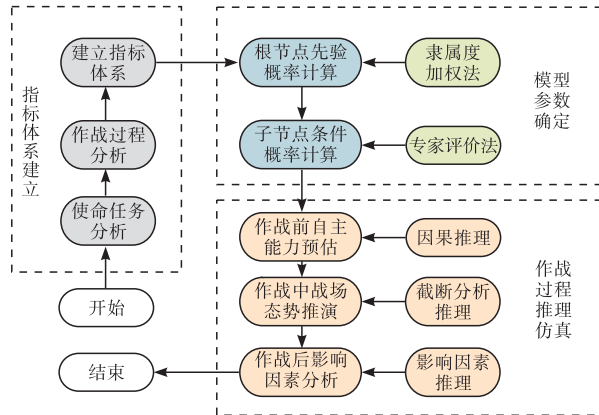 指标体系建立
建立指标
体系
作战过程
分析
使命任务
分析
开始
结束
根节点先验
概率计算
隶属度
加权法
子节点条件
概率计算
专家评价法
模型
参数
确定
作战前自主
能力预估
因果推理
作战中战场
态势推演
截断分析
推理
作战后影响
因素分析
影响因素
推理
作战
过程
推理
仿真